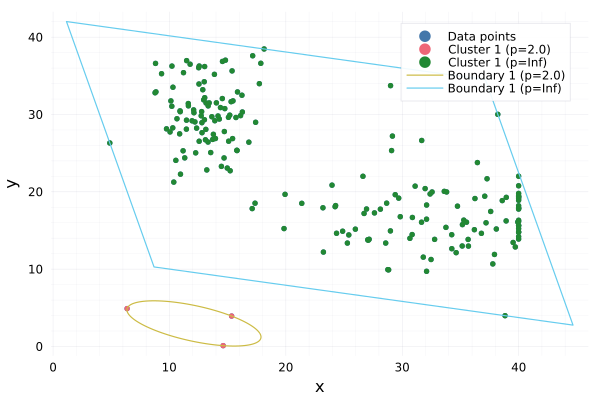 Data points
Cluster 1 (p=2.0)
Cluster 1 (p=Inf)
Boundary 1 (p=2.0)
Boundary 1 (p=Inf)
40
30
20
10
0
y
0 10 20 30 40
x